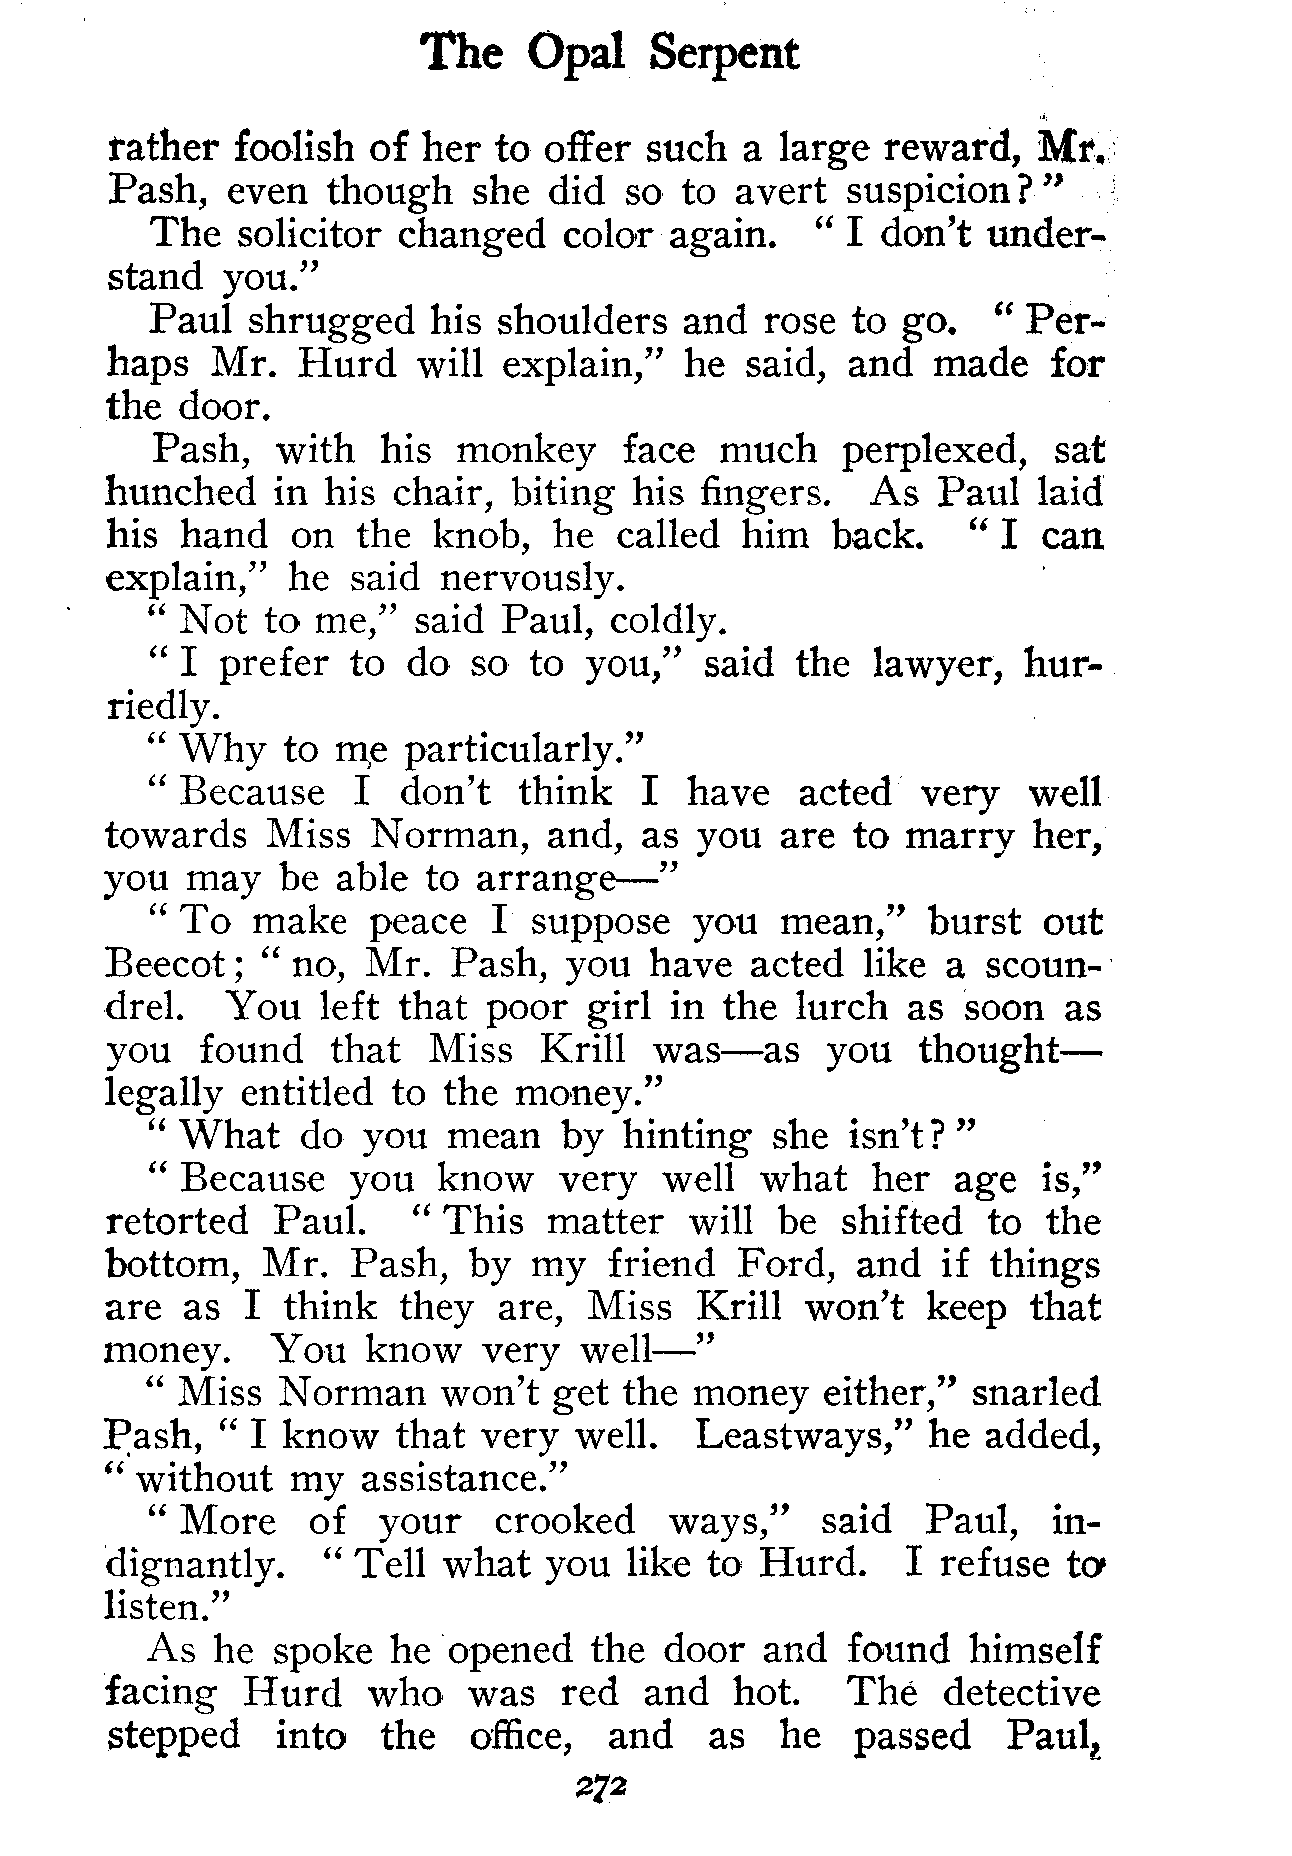 The Opal Serpent
rather foolish of her to offer such a large reward, Mr.
Pash, even though she did so to avert suspicion?"
The solicitor changed color again. "I don't under-
stand you."
Paul shrugged his shoulders and rose to go. "Per-
haps Mr. Hurd will explain," he said, and made for
the door.
Pash, with his monkey face much perplexed, sat
hunched in his chair, biting his fingers. As Paul laid
his hand on the knob, he called him back. "I can
explain," he said nervously.
"Not to me," said Paul, coldly.
"I prefer to do so to you," said the lawyer, hur-
riedly.
"Why to me particularly."
"Because I don't think I have acted very well
towards Miss Norman, and, as you are to marry her,
you may be able to arrange—"
"To make peace I suppose you mean," burst out
Beecot; "no, Mr. Pash, you have acted like a scoun-
drel. You left that poor girl in the lurch as soon as
you found that Miss Krill was—as you thought—
legally entitled to the money."
"What do you mean by hinting she isn't?"
"Because you know very well what her age is,"
retorted Paul. "This matter will be shifted to the
bottom, Mr. Pash, by my friend Ford, and if things
are as I think they are, Miss Krill won't keep that
money. You know very well—"
"Miss Norman won't get the money either," snarled
Pash, "I know that very well. Leastways," he added,
"without my assistance."
"More of your crooked ways," said Paul, in-
dignantly. "Tell what you like to Hurd. I refuse to
listen."
As he spoke he opened the door and found himself
facing Hurd who was red and hot. The detective
stepped into the office, and as he passed Paul,
272